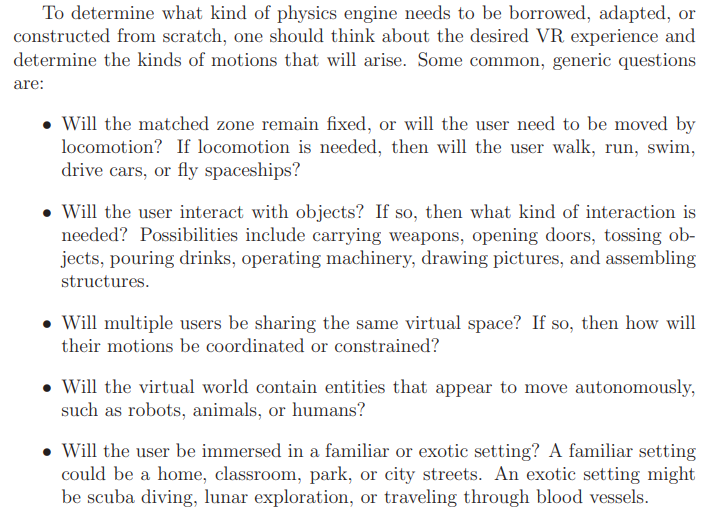 To determine what kind of physics engine needs to be borrowed, adapted, or
constructed from scratch, one should think about the desired VR experience and
determine the kinds of motions that will arise. Some common, generic questions
are:
• Will the matched zone remain fixed, or will the user need to be moved by
locomotion? If locomotion is needed, then will the user walk, run, swim,
drive cars, or fly spaceships?
• Will the user interact with objects? If so, then what kind of interaction is
needed? Possibilities include carrying weapons, opening doors, tossing ob-
jects, pouring drinks, operating machinery, drawing pictures, and assembling
structures.
• Will multiple users be sharing the same virtual space? If so, then how will
their motions be coordinated or constrained?
• Will the virtual world contain entities that appear to move autonomously,
such as robots, animals, or humans?
• Will the user be immersed in a familiar or exotic setting? A familiar setting
could be a home, classroom, park, or city streets. An exotic setting might
be scuba diving, lunar exploration, or traveling through blood vessels.